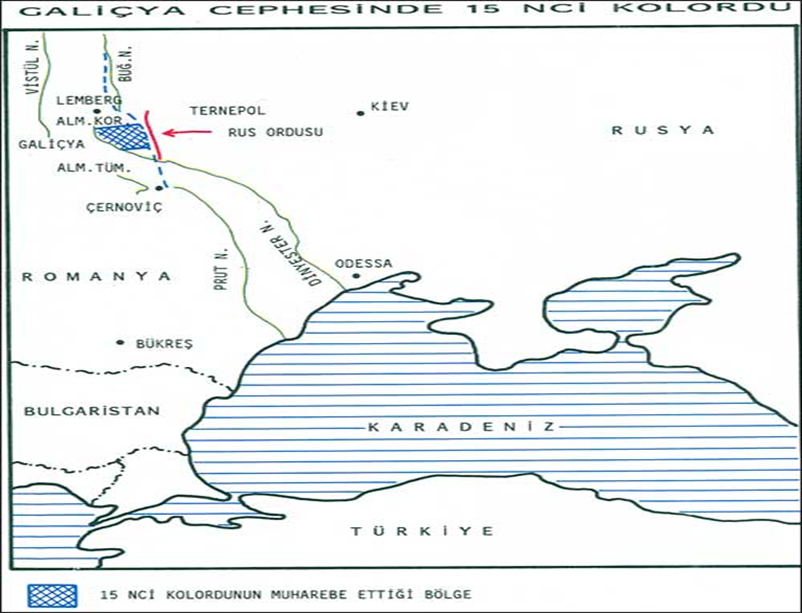 GALİÇYA CEPHESİNDE 15 NCİ KOLORDU
VİSTÜL N.
BUĞ.N.
LEMBERG
ALM.KOR.
TERNEPOL
KİEV
RUS ORDUSU
RUSYA
GALİÇYA
ALM.TÜM.
ÇERNOVİÇ
PRUT N.
DİNYESTER N.
ODESSA
ROMANYA
BÜKREŞ
BULGARİSTAN
KARADENİZ
TÜRKİYE
15 NCİ KOLORDUNUN MUHAREBE ETTİĞİ BÖLGE